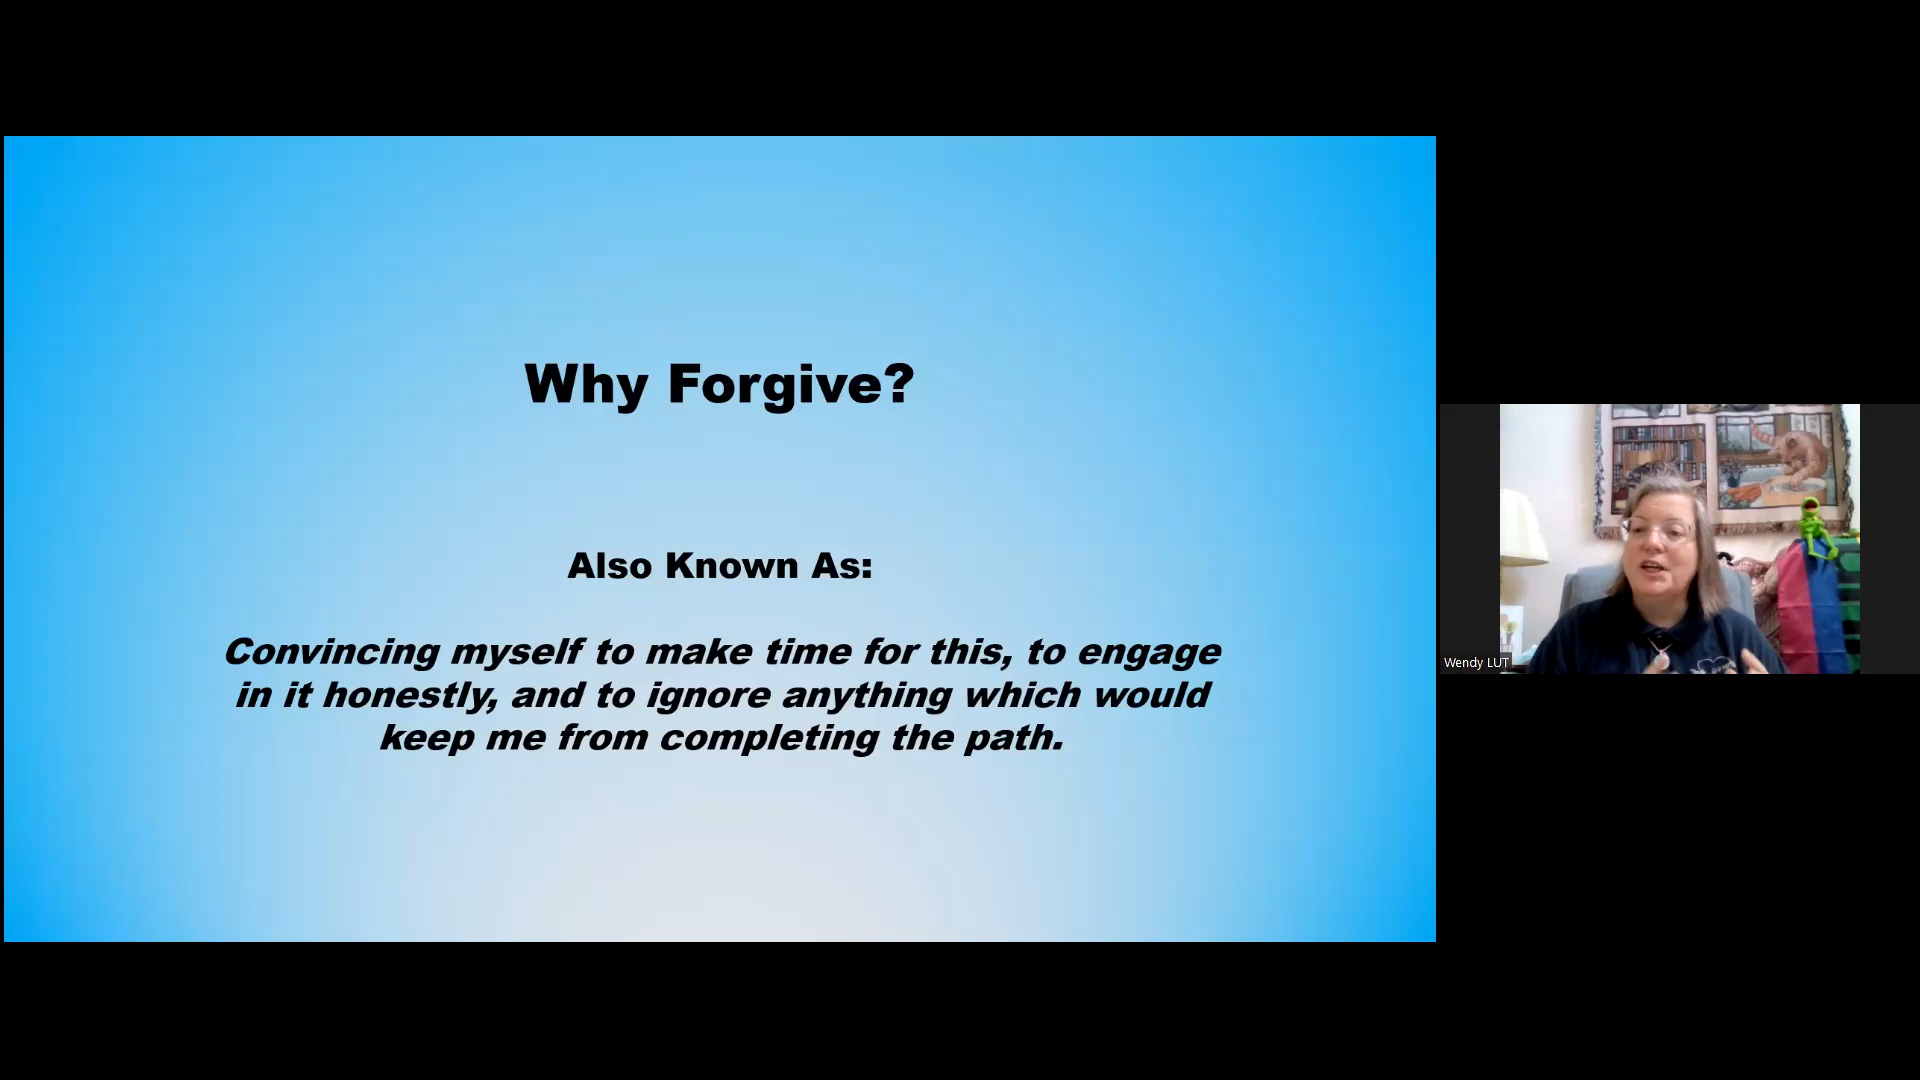 Why Forgive?
Also Known As:
Convincing myself to make time for this, to engage
in it honestly, and to ignore anything which would
keep me from completing the path.
Wendy LUT